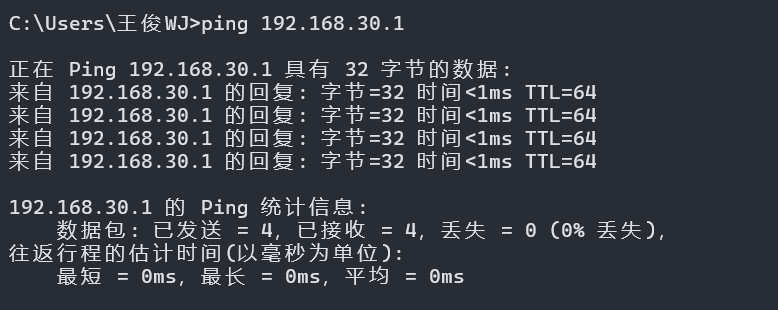 C:\Users\王俊WJ>ping 192.168.30.1
正在 Ping 192.168.30.1 具有 32 字节的数据:
来自 192.168.30.1 的回复: 字节=32 时间<1ms TTL=64
来自 192.168.30.1 的回复: 字节=32 时间<1ms TTL=64
来自 192.168.30.1 的回复: 字节=32 时间<1ms TTL=64
来自 192.168.30.1 的回复: 字节=32 时间<1ms TTL=64
192.168.30.1 的 Ping 统计信息:
数据包: 已发送 = 4, 已接收 = 4, 丢失 = 0 (0% 丢失),
往返行程的估计时间(以毫秒为单位):
最短 = 0ms, 最长 = 0ms, 平均 = 0ms